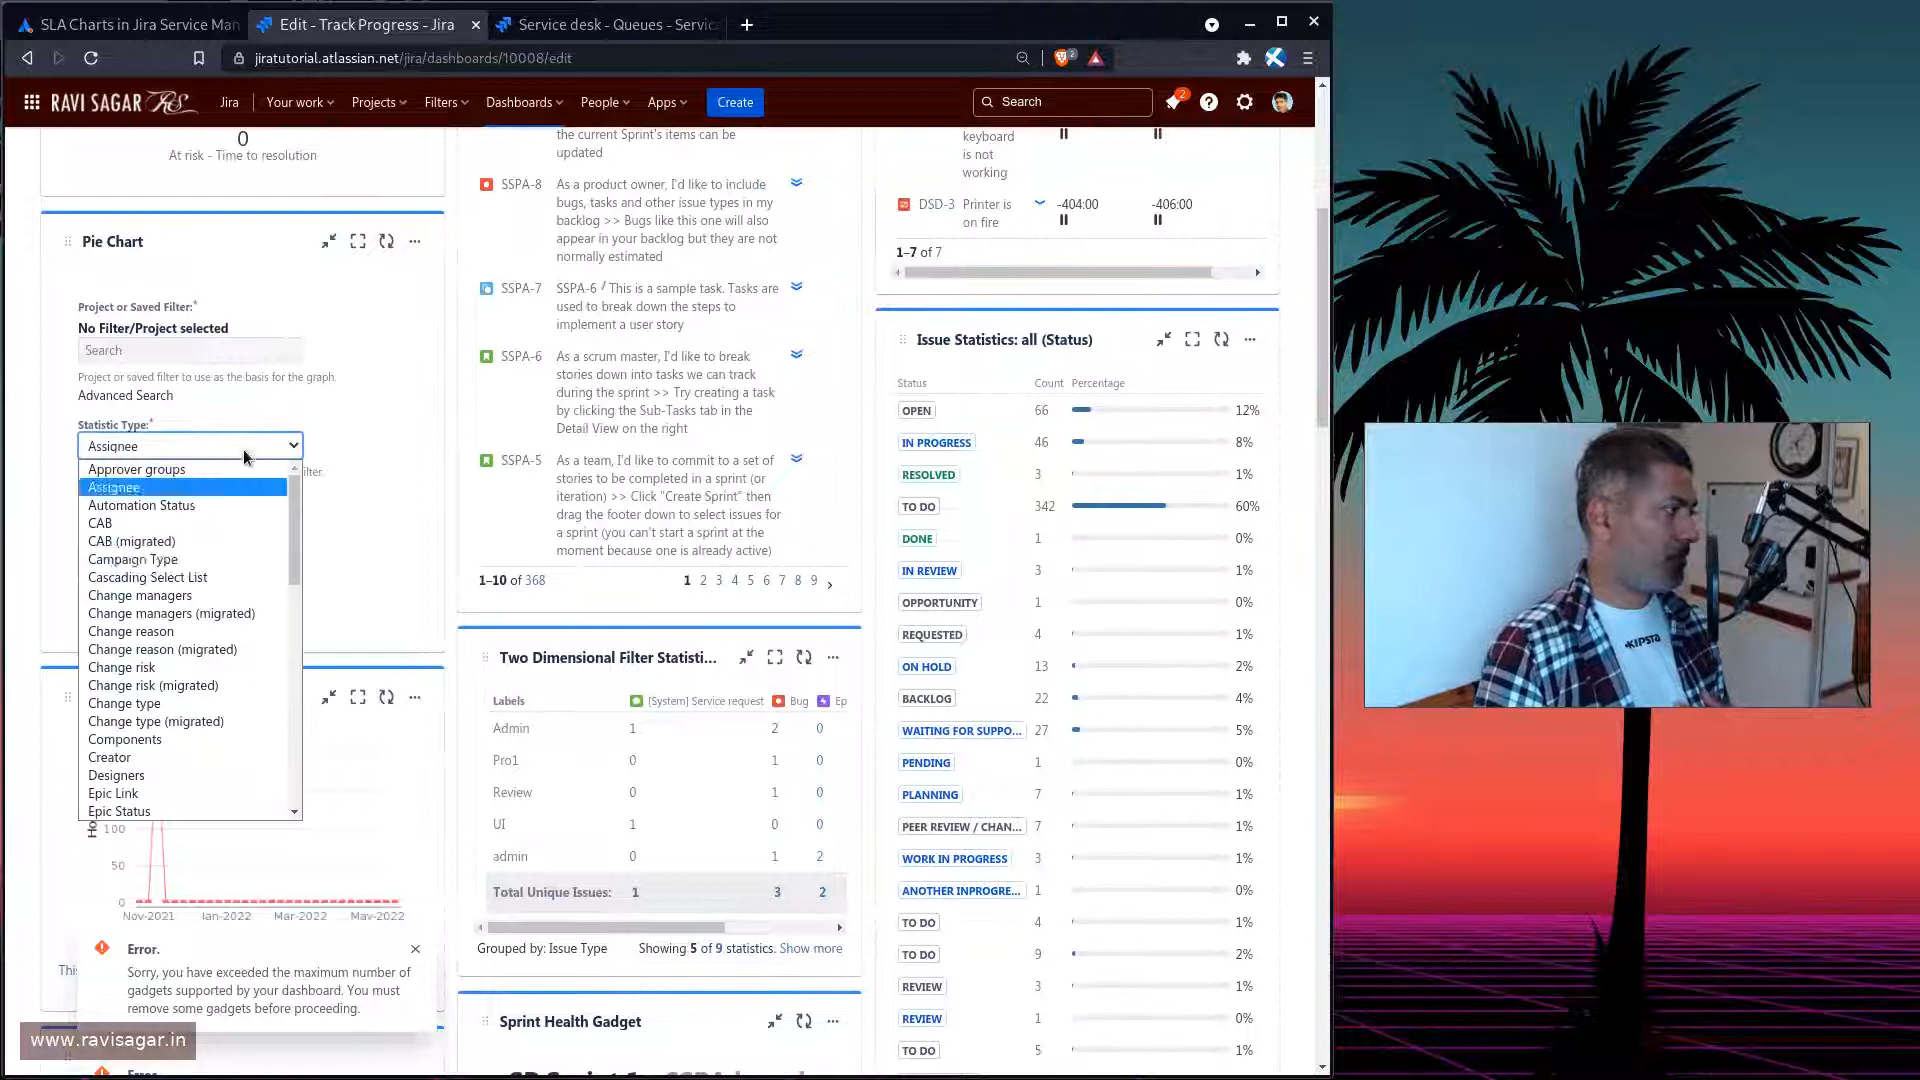 SLA Charts in Jira Service Man
Edit - Track Progress - Jira
Service desk - Queues - Servic
jiratutorial.atlassian.net/jira/dashboards/10008/edit
2
RAVI SAGAR RS
Jira
Your work
Projects
Filters
Dashboards
People
Apps
Create
Search
2
0
At risk - Time to resolution
Pie Chart
Project or Saved Filter:*
No Filter/Project selected
Search
Project or saved filter to use as the basis for the graph.
Advanced Search
Statistic Type:*
Assignee
filter.
Approver groups
Assignee
Automation Status
CAB
CAB (migrated)
Campaign Type
Cascading Select List
Change managers
Change managers (migrated)
Change reason
Change reason (migrated)
Change risk
Change risk (migrated)
Change type
Change type (migrated)
Components
Creator
Designers
Epic Link
Epic Status
Ho
100
50
0
Nov-2021 Jan-2022 Mar-2022 May-2022
This
Error.
Sorry, you have exceeded the maximum number of
gadgets supported by your dashboard. You must
remove some gadgets before proceeding.
www.ravisagar.in
Error.
the current Sprint's items can be
updated
SSPA-8 As a product owner, I'd like to include
bugs, tasks and other issue types in my
backlog >> Bugs like this one will also
appear in your backlog but they are not
normally estimated
SSPA-7 SSPA-6 / This is a sample task. Tasks are
used to break down the steps to
implement a user story
SSPA-6 As a scrum master, I'd like to break
stories down into tasks we can track
during the sprint >> Try creating a task
by clicking the Sub-Tasks tab in the
Detail View on the right
SSPA-5 As a team, I'd like to commit to a set of
stories to be completed in a sprint (or
iteration) >> Click "Create Sprint" then
drag the footer down to select issues for
a sprint (you can't start a sprint at the
moment because one is already active)
1–10 of 368 1 2 3 4 5 6 7 8 9
Two Dimensional Filter Statisti...
Labels [System] Service request Bug Ep
Admin 1 2 0
Pro1 0 1 0
Review 0 1 0
UI 1 0 0
admin 0 1 2
Total Unique Issues: 1 3 2
Grouped by: Issue Type Showing 5 of 9 statistics. Show more
Sprint Health Gadget
keyboard
is not
working
DSD-3 Printer is -404:00 -406:00
on fire
1–7 of 7
Issue Statistics: all (Status)
Status Count Percentage
OPEN 66 12%
IN PROGRESS 46 8%
RESOLVED 3 1%
TO DO 342 60%
DONE 1 0%
IN REVIEW 3 1%
OPPORTUNITY 1 0%
REQUESTED 4 1%
ON HOLD 13 2%
BACKLOG 22 4%
WAITING FOR SUPPO... 27 5%
PENDING 1 0%
PLANNING 7 1%
PEER REVIEW / CHAN... 7 1%
WORK IN PROGRESS 3 1%
ANOTHER INPROGRE... 1 0%
TO DO 4 1%
TO DO 9 2%
REVIEW 3 1%
REVIEW 1 0%
TO DO 5 1%
KIPSTA